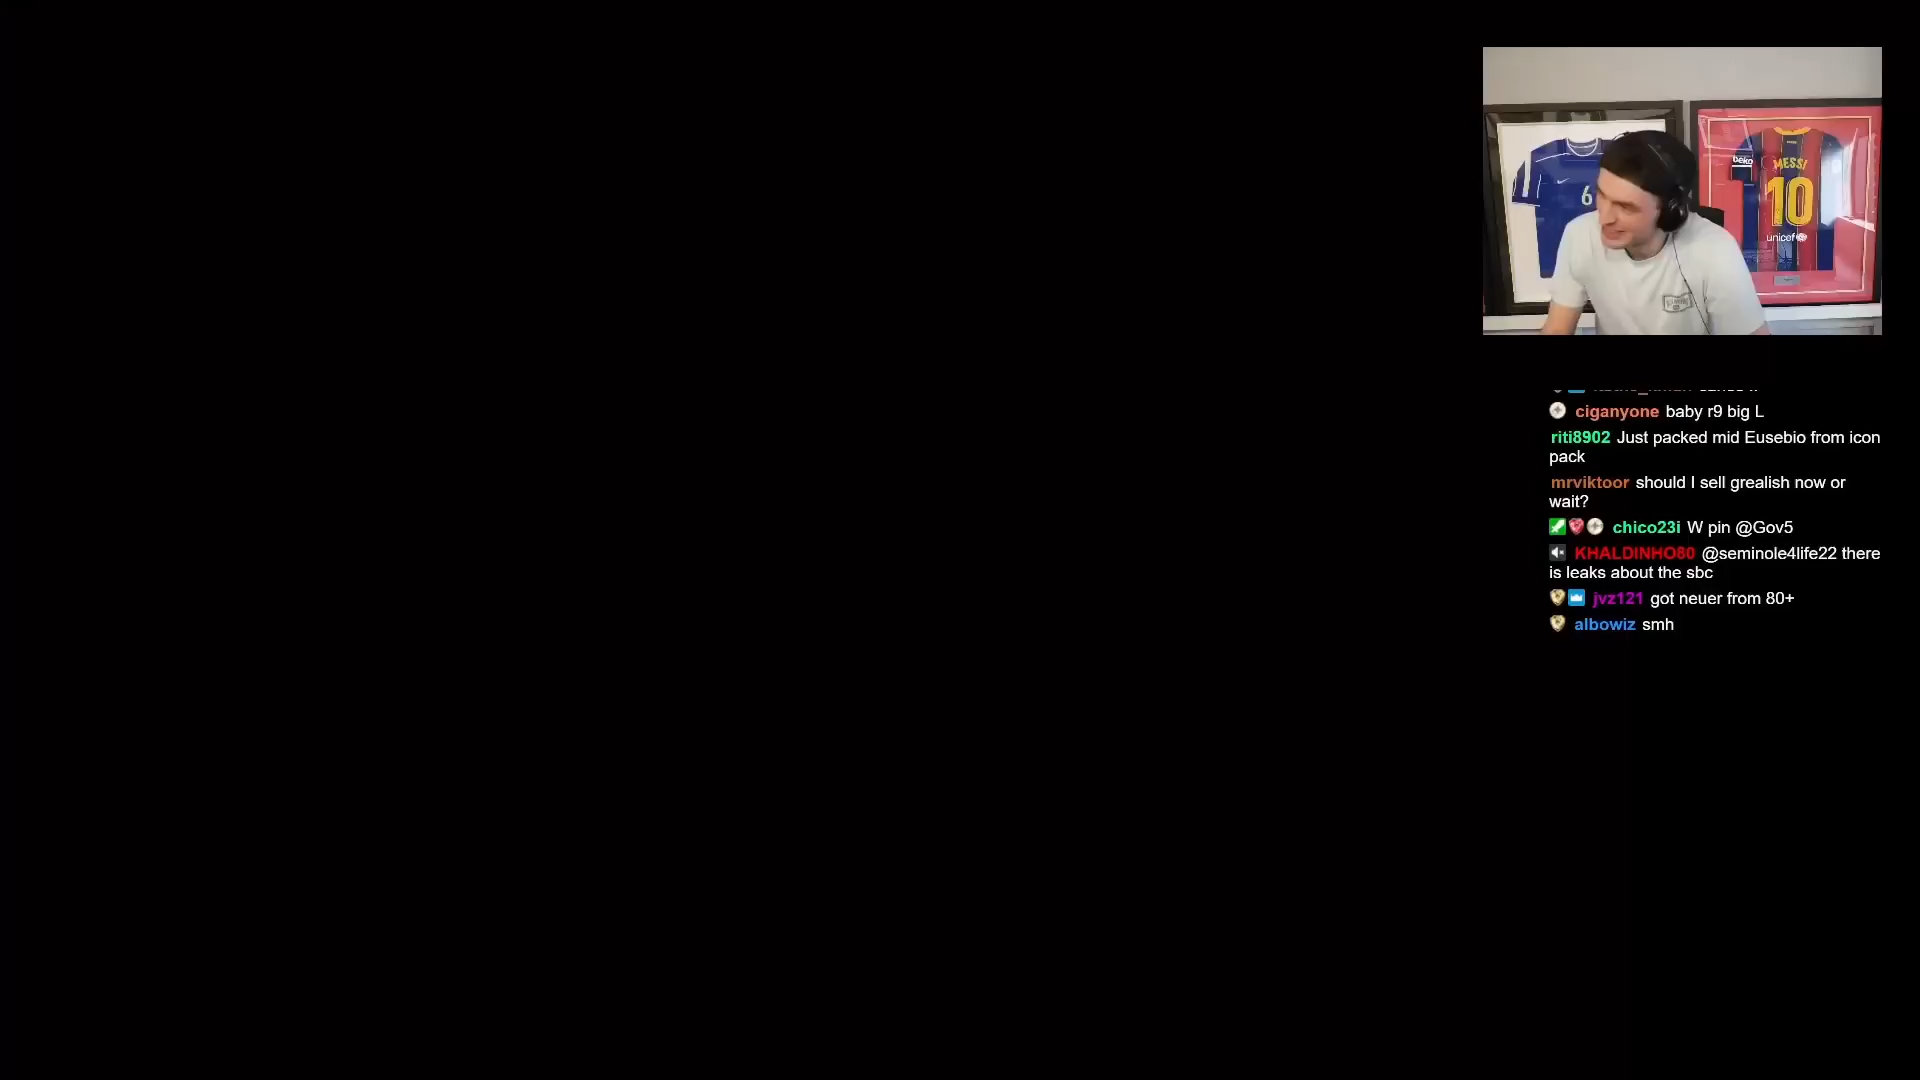 6
beko
MESSI
10
unicef
ciganyone baby r9 big L
riti8902 Just packed mid Eusebio from icon
pack
mrviktoor should I sell grealish now or
wait?
chico23i W pin @Gov5
KHALDINHO80 @seminole4life22 there
is leaks about the sbc
jvz121 got neuer from 80+
albowiz smh